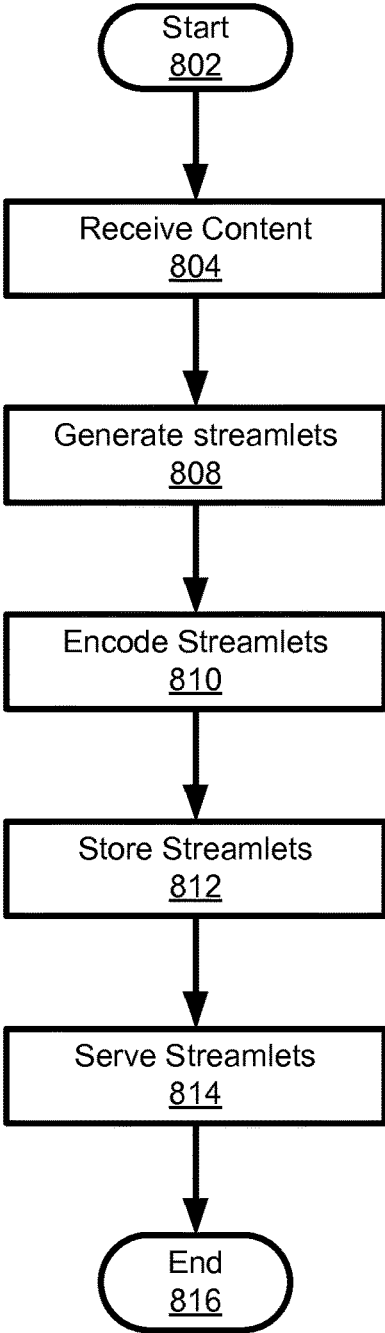 Start
802
Receive Content
804
Generate streamlets
808
Encode Streamlets
810
Store Streamlets
812
Serve Streamlets
814
End
816